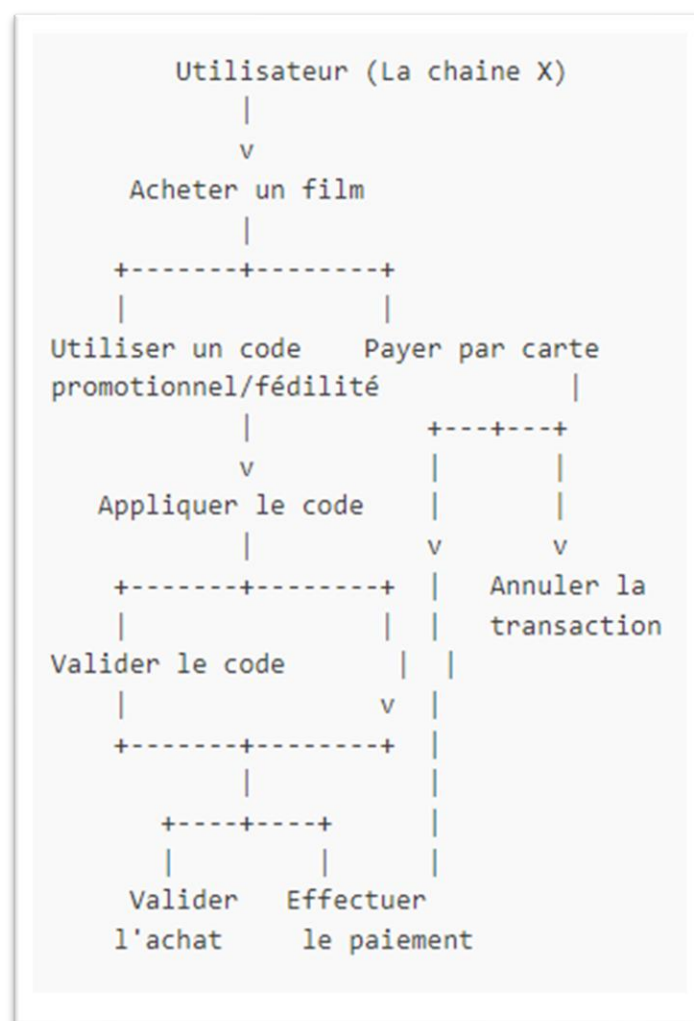 Utilisateur (La chaine X)
|
v
Acheter un film
|
+-------+--------+
| |
Utiliser un code Payer par carte
promotionnel/fédilité |
| +---+---+
v | |
Appliquer le code | |
| v v
+-------+--------+ | Annuler la
| | | transaction
Valider le code | |
| v |
+-------+--------+ |
| |
+----+----+ |
| | |
Valider Effectuer
l'achat le paiement